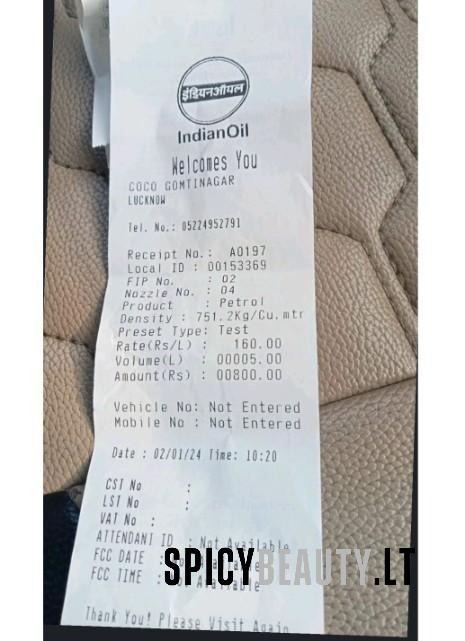 इंडियनऑयल
IndianOil
Welcomes You
COCO GOMTINAGAR
LUCKNOW
Tel. No.: 05224952791
Receipt No.: A0197
Local ID : 00153369
FIP No. : 02
Nozzle No. : 04
Product : Petrol
Density : 751.2Kg/Cu.mtr
Preset Type: Test
Rate(Rs/L) : 160.00
Volume(L) : 00005.00
Amount(Rs) : 00800.00
Vehicle No: Not Entered
Mobile No : Not Entered
Date : 02/01/24 Time: 10:20
CST No :
LST No :
VAT No :
ATTENDANT ID : Not Available
FCC DATE :
FCC TIME : Available
SPICYBEAUTY.LT
Thank You! Please Visit Again